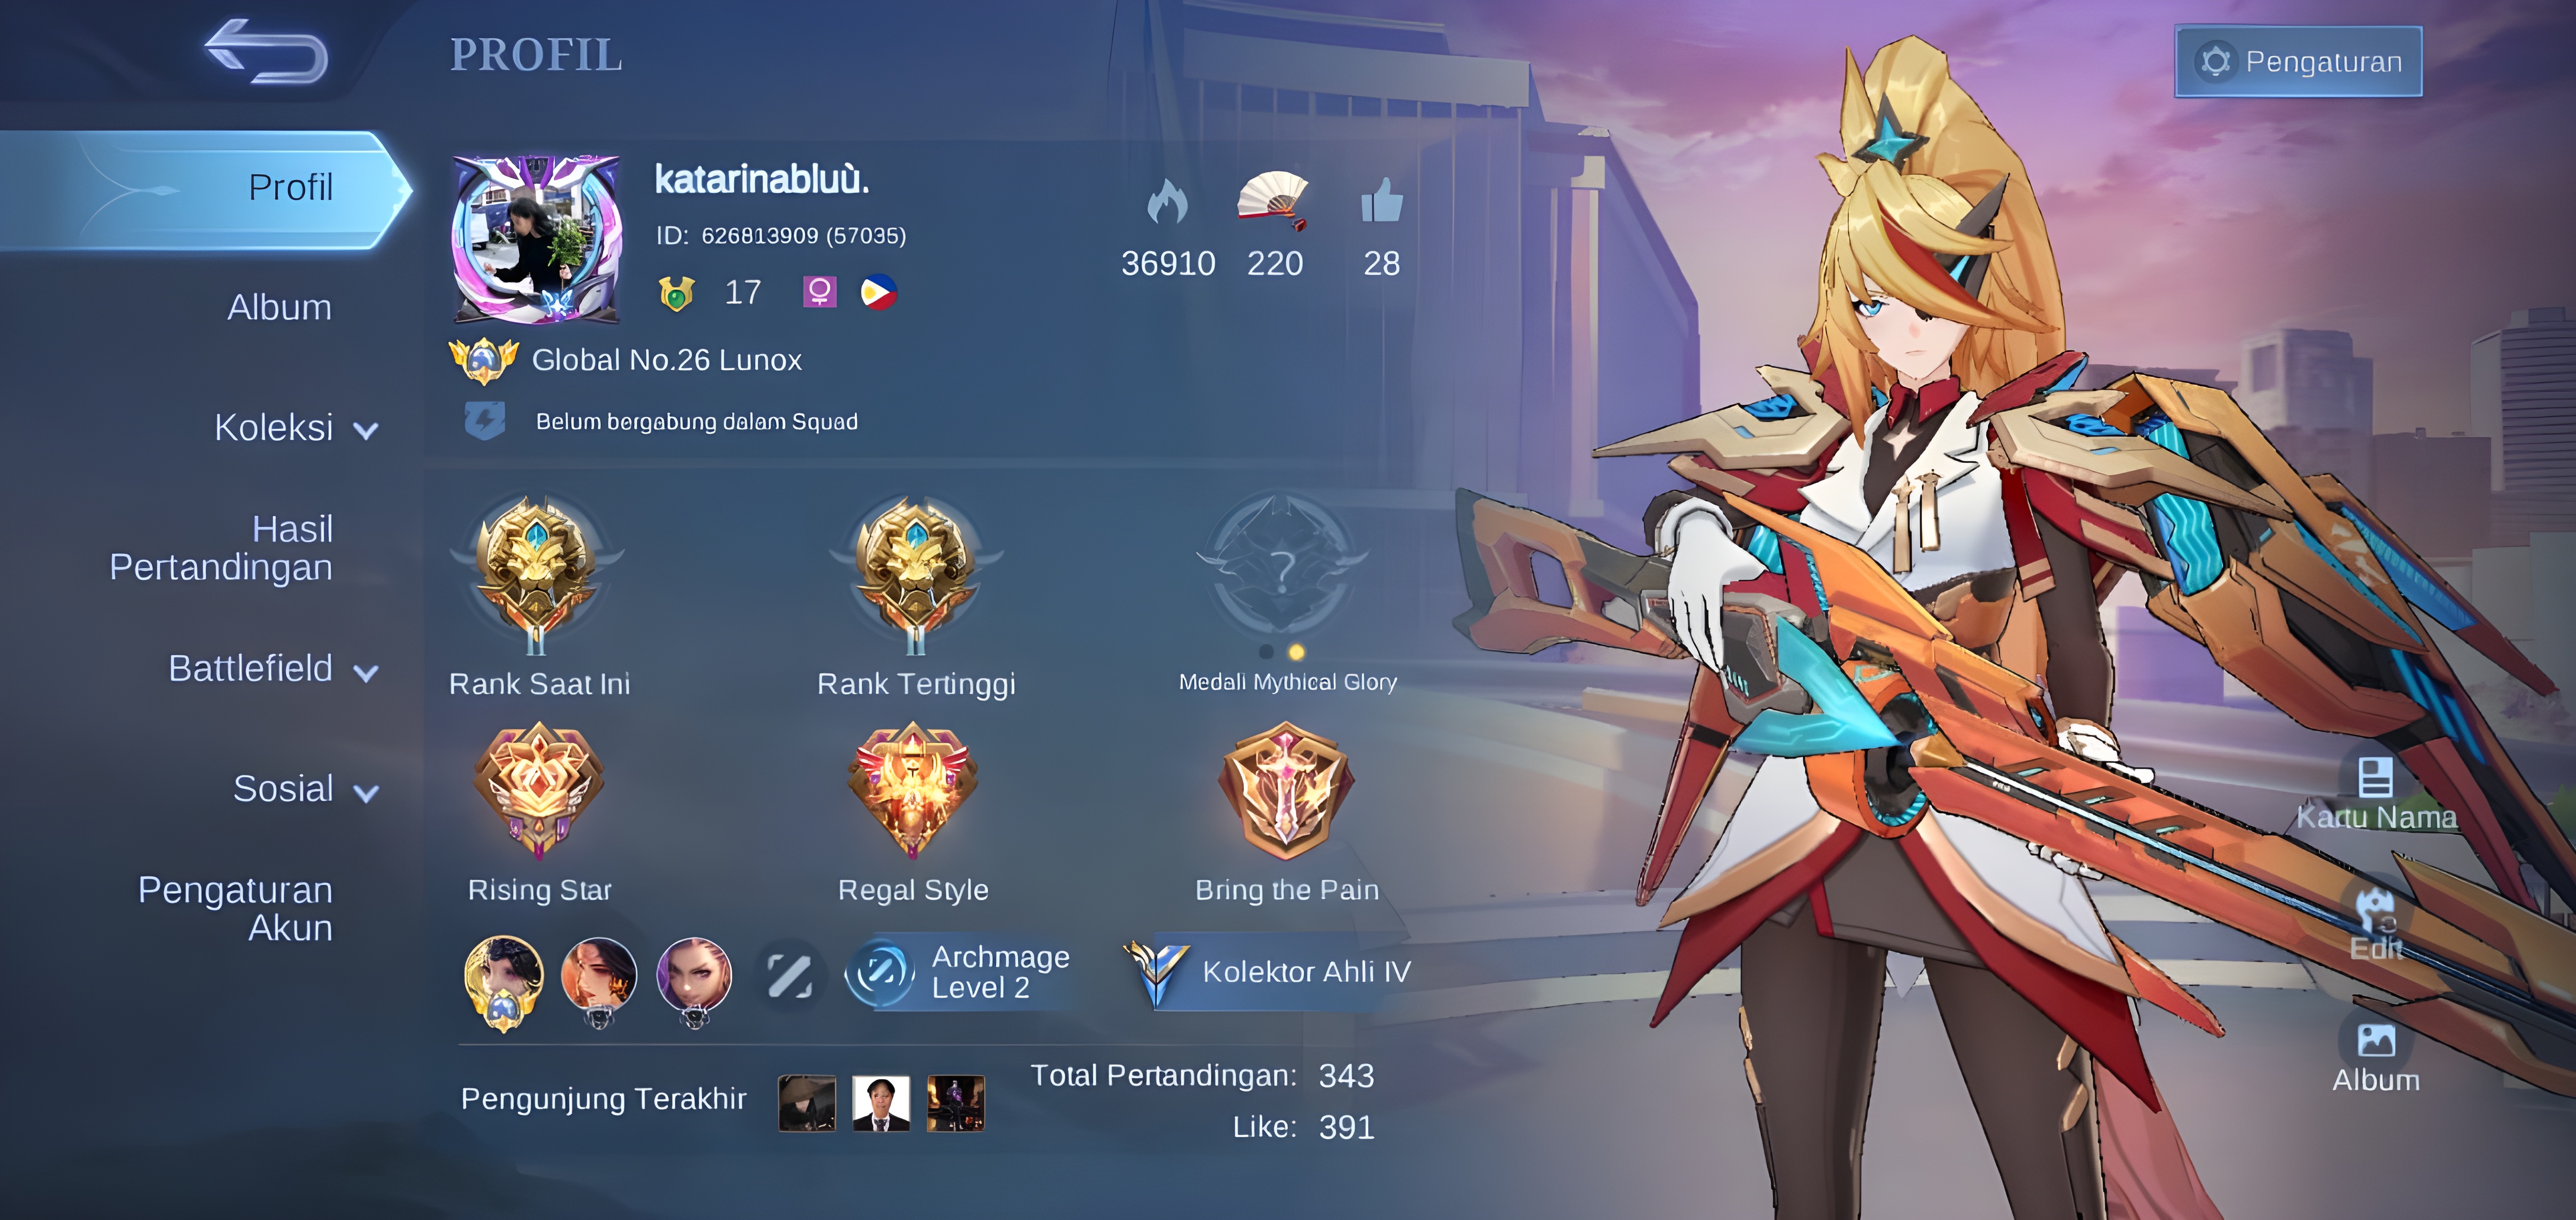 PROFIL
Pengaturan
Profil
Album
Koleksi
Hasil
Pertandingan
Battlefield
Sosial
Pengaturan
Akun
katarinabluù.
ID: 626813909 (57035)
17
36910
220
28
Global No.26 Lunox
Belum bergabung dalam Squad
II
II
?
Rank Saat Ini
Rank Tertinggi
Medali Mythical Glory
Rising Star
Regal Style
Bring the Pain
Archmage
Level 2
Kolektor Ahli IV
Pengunjung Terakhir
Total Pertandingan: 343
Like: 391
Kartu Nama
Edit
Album